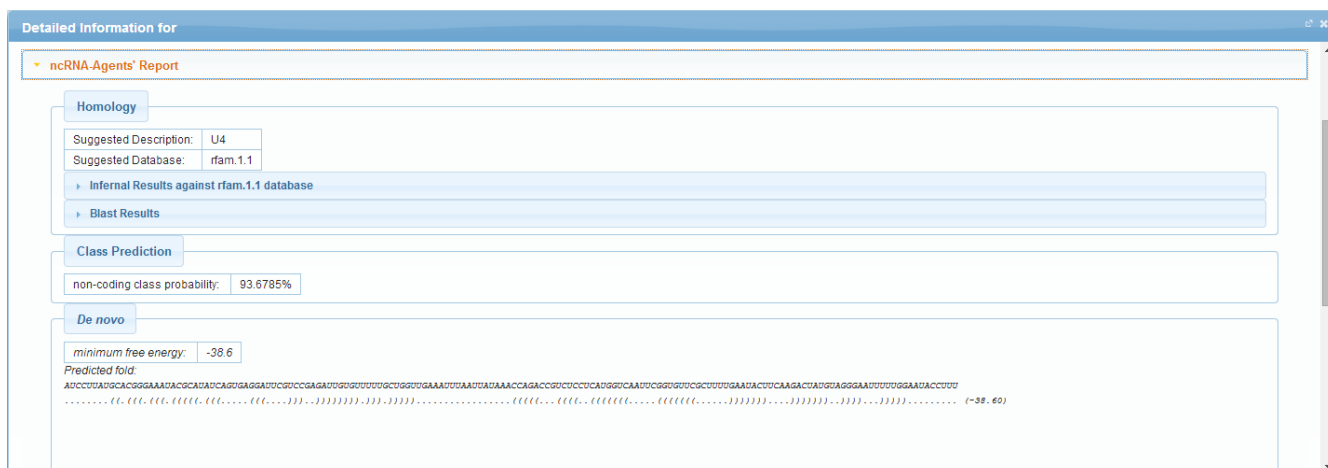 Detailed Information for
ncRNA-Agents' Report
Homology
Suggested Description: U4
Suggested Database: rfam.1.1
Infernal Results against rfam.1.1 database
Blast Results
Class Prediction
non-coding class probability: 93.6785%
De novo
minimum free energy: -38.6
Predicted fold:
AUCCUUAUGCACGGGAAAUACGCAUAUCAGUGAGGAUUCGUCCGAGAUUGUGUUUUUGCUGGUUGAAAUUUAAUUAUAAACCAGACCGUCUCCUCAUGGUCAAUUCGGUGUUCGCUUUUGAAUACUUCAAGACUAUGUAGGGAAUUUUUGGAAUACCUUU
........((.(((.(((.(((((.(((.....(((....)))..)))))))).))).))))).................(((((...((((..(((((((.....(((((((......)))))))....)))))))..))))...)))))......... (-38.60)